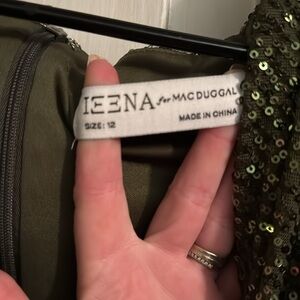 IEENA for MAC DUGGAL
SIZE: 12
MADE IN CHINA